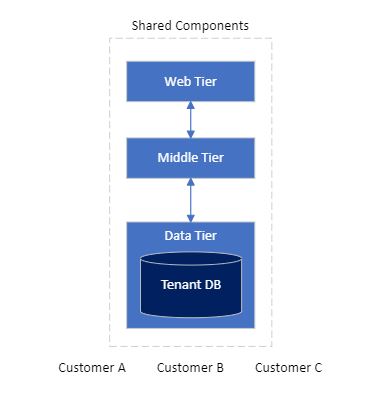 Shared Components
Web Tier
Middle Tier
Data Tier
Tenant DB
Customer A Customer B Customer C